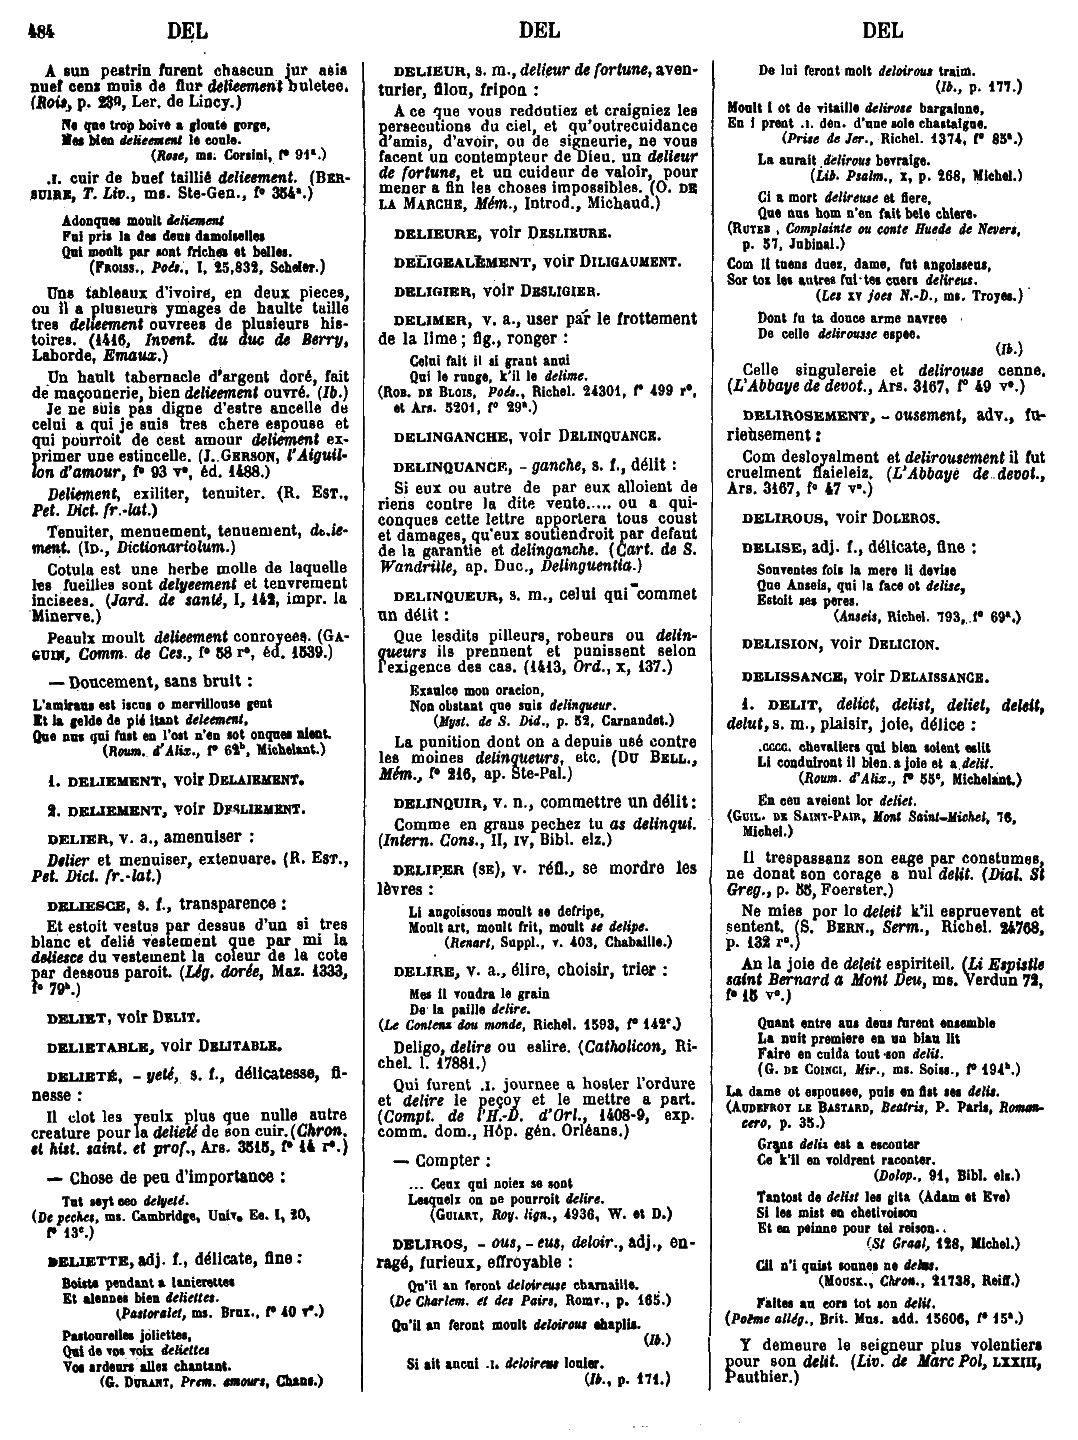 484 DEL DEL DEL
A sun pestrin furent chascun jur asis
nuef cenz muis de flur delieement buletee.
(Rois, p. 239, Ler. de Lincy.)
Ne que trop boive a gloute gorge,
Mes bien delieement le coule.
(Rose, ms. Corsini, f° 91ª.)
.I. cuir de buef taillié delieement. (BER-
SUIRE, T. Liv., ms. Ste-Gen., f° 354ª.)
Adonques moult deliement
Fui pris la des deus damoiselles
Qui moult par sont friches et belles.
(FROISS., Poés., I, 25,832, Scheler.)
Uns tableaux d'ivoire, en deux pieces,
ou il a plusieurs ymages de haulte taille
tres delieement ouvrees de plusieurs his-
toires. (1416, Invent. du duc de Berry,
Laborde, Emaux.)
Un hault tabernacle d'argent doré, fait
de maçonnerie, bien delieement ouvré. (Ib.)
Je ne suis pas digne d'estre ancelle de
celui a qui je suis tres chere espouse et
qui pourroit de cest amour deliement ex-
primer une estincelle. (J. GERSON, l'Aiguil-
lon d'amour, f° 93 v°, éd. 1488.)
Deliement, exiliter, tenuiter. (R. EST.,
Pet. Dict. fr.-lat.)
Tenuiter, menuement, tenuement, delie-
ment. (ID., Dictionariolum.)
Cotula est une herbe molle de laquelle
les fueilles sont delyeement et tenvrement
incisees. (Jard. de santé, I, 142, impr. la
Minerve.)
Peaulx moult delieement conroyees. (GA-
GUIN, Comm. de Ces., f° 58 r°, éd. 1539.)
— Doucement, sans bruit :
L'amiraus est iscus o merveillouse gent
Et la gelde de pié itant deleement,
Que nus qui fust en l'ost n'en sot onques nient.
(Roum. d'Alix., f° 62ᵇ, Michelant.)
1. DELIEMENT, voir DELAIEMENT.
2. DELIEMENT, voir DESLIEMENT.
DELIER, v. a., amenuiser :
Delier et menuiser, extenuare. (R. EST.,
Pet. Dict. fr.-lat.)
DELIESCE, s. f., transparence :
Et estoit vestus par dessus d'un si tres
blanc et delié vestement que par mi la
deliesce du vestement la coleur de la cote
par dessous paroit. (Lég. dorée, Maz. 1333,
f° 79ᵇ.)
DELIET, voir DELIT.
DELIETABLE, voir DELITABLE.
DELIETÉ, - yeté, s. f., délicatesse, fi-
nesse :
Il clot les yeulx plus que nulle autre
creature pour la delieté de son cuir. (Chron.
et hist. saint. et prof., Ars. 3515, f° 14 r°.)
— Chose de peu d'importance :
Tut seyt ceo delyeté.
(De peches, ms. Cambridge, Univ. Ee. I, 20,
f° 13ᶜ.)
DELIETTE, adj. f., délicate, fine :
Boiste pendant a lanierettes
Et alennes bien deliettes.
(Pastoralet, ms. Brux., f° 40 r°.)
Pastourelles joliettes,
Qui de vos voix deliettes
Vos ardeurs alles chantant.
(G. DURANT, Prem. amours, Chans.)
DELIEUR, s. m., delieur de fortune, aven-
turier, filou, fripon :
A ce que vous redoutiez et craigniez les
persecutions du ciel, et qu'outrecuidance
d'amis, d'avoir, ou de signeurie, ne vous
facent un contempteur de Dieu, un delieur
de fortune, et un cuideur de valoir, pour
mener a fin les choses impossibles. (O. DE
LA MARCHE, Mém., Introd., Michaud.)
DELIEURE, voir DESLIEURE.
DELIGEALEMENT, voir DILIGAUMENT.
DELIGIER, voir DESLIGIER.
DELIMER, v. a., user par le frottement
de la lime ; fig., ronger :
Celui fait il si grant anui
Qui le runge, k'il le delime.
(ROB. DE BLOIS, Poés., Richel. 24301, f° 499 r°,
et Ars. 5201, f° 29ª.)
DELINGANCHE, voir DELINQUANCE.
DELINQUANCE, - ganche, s. f., délit :
Si eux ou autre de par eux alloient de
riens contre la dite vente..... ou a qui-
conques cette lettre apportera tous coust
et damages, qu'eux soutiendroit par defaut
de la garantie et delinganche. (Cart. de S.
Wandrille, ap. Duc., Delinguentia.)
DELINQUEUR, s. m., celui qui commet
un délit :
Que lesdits pilleurs, robeurs ou delin-
queurs ils prennent et punissent selon
l'exigence des cas. (1413, Ord., X, 137.)
Exaulce mon oracion,
Non obstant que suis delinqueur.
(Myst. de S. Did., p. 52, Carnandet.)
La punition dont on a depuis usé contre
les moines delinqueurs, etc. (DU BELL.,
Mém., f° 216, ap. Ste-Pal.)
DELINQUIR, v. n., commettre un délit :
Comme en graus pechez tu as delinqui.
(Intern. Cons., II, IV, Bibl. elz.)
DELIPER (SE), v. réfl., se mordre les
lèvres :
Li angoissous moult se defripe,
Moult art, moult frit, moult se delipe.
(Renart, Suppl., v. 403, Chabaille.)
DELIRE, v. a., élire, choisir, trier :
Mes il voudra le grain
De la paille delire.
(Le Contens dou monde, Richel. 1593, f° 142ᶜ.)
Deligo, delire ou eslire. (Catholicon, Ri-
chel. l. 17881.)
Qui furent .I. journee a hoster l'ordure
et delire le peçoy et le mettre a part.
(Compt. de l'H.-D. d'Orl., 1408-9, exp.
comm. dom., Hôp. gén. Orléans.)
— Compter :
... Ceux qui noiez se sont
Lesquelx on ne pourroit delire.
(GUIART, Roy. lign., 4936, W. et D.)
DELIROS, - ous, - eus, deloir., adj., en-
ragé, furieux, effroyable :
Qu'il an feront deloireuse charnaille.
(De Charlem. et des Pairs, Romv., p. 165.)
Qu'il an feront moult deloirous chaplis.
(Ib.)
Si ait ancui .I. deloireus louier.
(Ib., p. 171.)
De lui feront molt deloirous traim.
(Ib., p. 177.)
Moult i ot de vitaille delirose bargainne,
En i prent .I. den. d'une sole chastaigne.
(Prise de Jer., Richel. 1374, f° 85ª.)
La aurait delirous bevraige.
(Lib. Psalm., X, p. 268, Michel.)
Ci a mort delireuse et fiere,
Que nus hom n'en fait bele chiere.
(RUTEB., Complainte ou conte Huede de Nevers,
p. 57, Jubinal.)
Com li tuens duez, dame, fut angoisseus,
Sor toz les autres fui tes cuers delireus.
(Les XV joes N.-D., ms. Troyes.)
Dont fu ta douce arme navree
De celle delirousse espee.
(Ib.)
Celle singulereie et delirouse cenne.
(L'Abbaye de devot., Ars. 3167, f° 49 v°.)
DELIROSEMENT, - ousement, adv., fu-
rieusement :
Com desloyalment et delirousement il fut
cruelment flaieleiz. (L'Abbaye de devot.,
Ars. 3167, f° 47 v°.)
DELIROUS, voir DOLEROS.
DELISE, adj. f., délicate, fine :
Souventes fois la mere li devise
Que Anseis, qui la face ot delise,
Estoit ses peres.
(Anseis, Richel. 793, f° 69ª.)
DELISION, voir DELICION.
DELISSANCE, voir DELAISSANCE.
1. DELIT, delict, delist, deliel, deleit,
delut, s. m., plaisir, joie, délice :
.CCCC. chevaliers qui bien soient eslit
Li conduiront il bien a joie et a delit.
(Roum. d'Alix., f° 55ᶜ, Michelant.)
En ceu aveient lor deliet.
(GUIL. DE SAINT-PAIR, Mont Saint-Michel, 76,
Michel.)
Il trespassanz son eage par constumes,
ne donat son corage a nul delit. (Dial. St
Greg., p. 55, Foerster.)
Ne mies por lo deleit k'il espruevent et
sentent. (S. BERN., Serm., Richel. 24768,
p. 132 r°.)
An la joie de deleit espiriteil. (Li Espistle
saint Bernard a Mont Deu, ms. Verdun 72,
f° 15 v°.)
Quant entre aus deus furent ensemble
La nuit premiere en un biau lit
Faire en cuida tout son delit.
(G. DE COINCI, Mir., ms. Soiss., f° 194ᵇ.)
La dame ot espousee, puis en fist ses delis.
(AUDEFROY LE BASTARD, Beatris, P. Paris, Roman-
cero, p. 35.)
Grans delis est a escouter
Ce k'il en voldrent raconter.
(Dolop., 91, Bibl. elz.)
Tantost de delist les gita (Adam et Eve)
Si les mist en chetivoison
Et en peinne pour tel reison.
(St Graal, 128, Michel.)
Cil n'i quist sonnes ne delus.
(MOUSK., Chron., 21738, Reiff.)
Faites au cors tot son delit.
(Poème allég., Brit. Mus. add. 15606, f° 15ª.)
Y demeure le seigneur plus volentiers
pour son delit. (Liv. de Marc Pol, LXXIII,
Pauthier.)